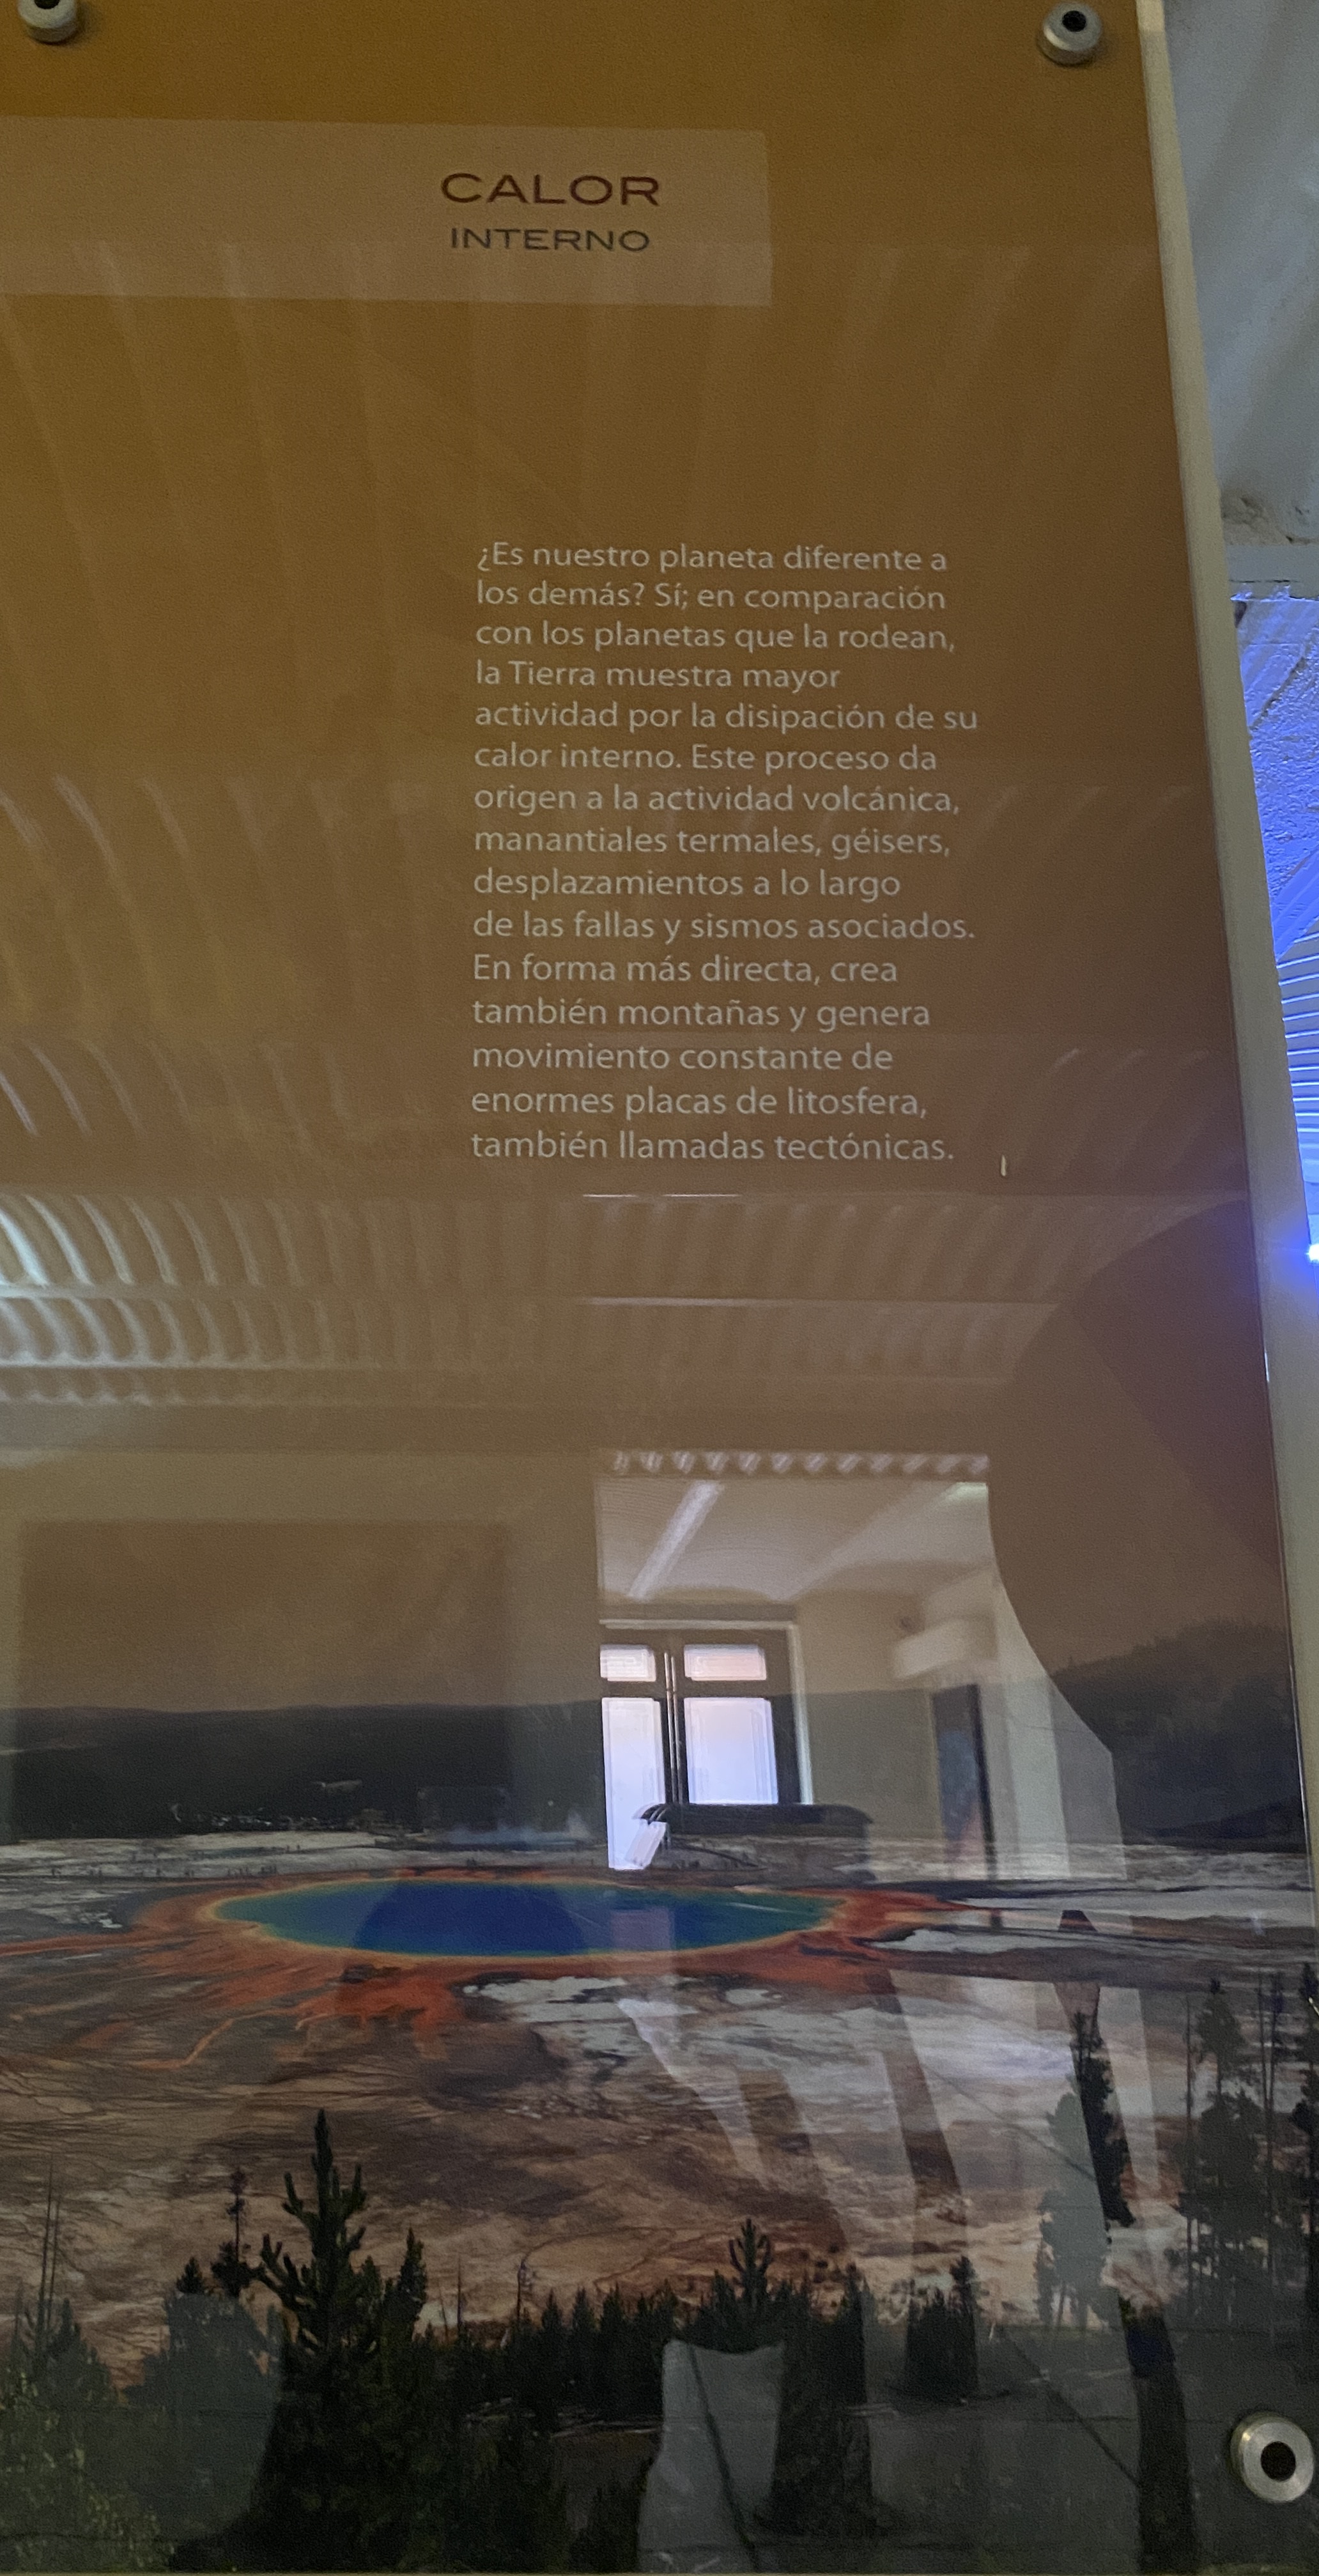 CALOR
INTERNO
¿Es nuestro planeta diferente a
los demás? Sí; en comparación
con los planetas que la rodean,
la Tierra muestra mayor
actividad por la disipación de su
calor interno. Este proceso da
origen a la actividad volcánica,
manantiales termales, géisers,
desplazamientos a lo largo
de las fallas y sismos asociados.
En forma más directa, crea
también montañas y genera
movimiento constante de
enormes placas de litosfera,
también llamadas tectónicas.